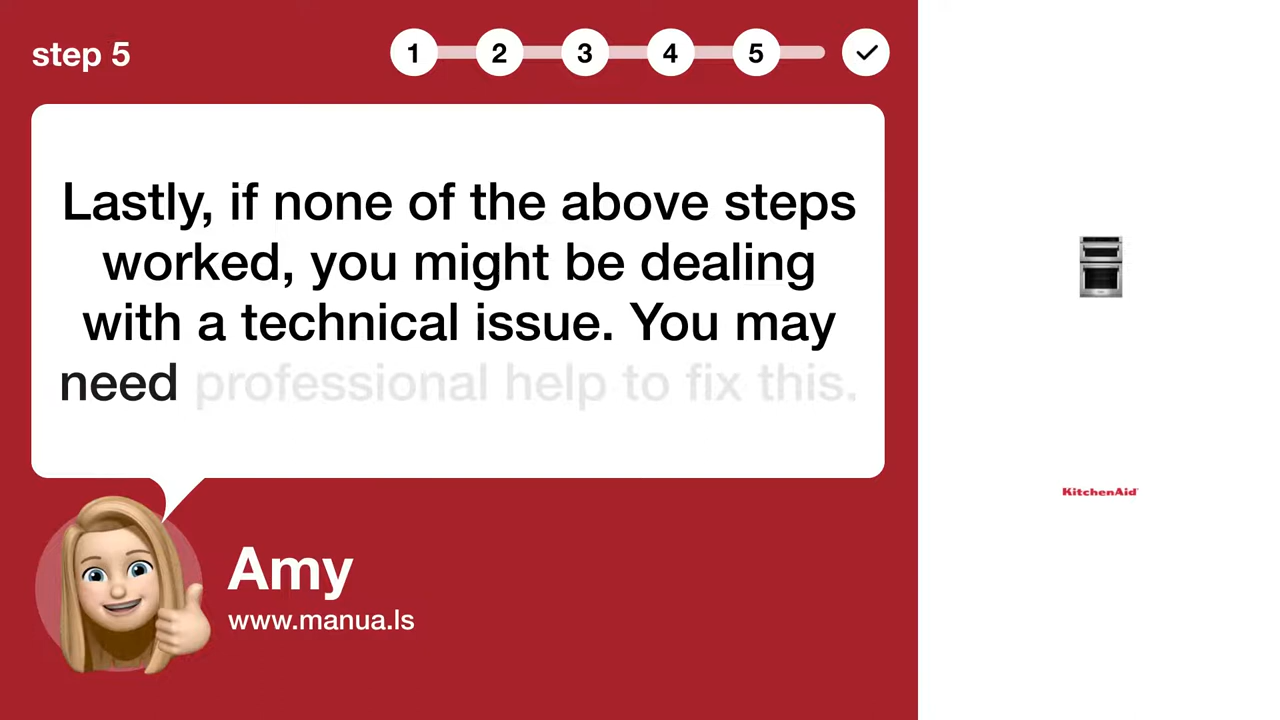 step 5
1 2 3 4 5
Lastly, if none of the above steps
worked, you might be dealing
with a technical issue. You may
need professional help to fix this.
KitchenAid
Amy
www.manua.ls